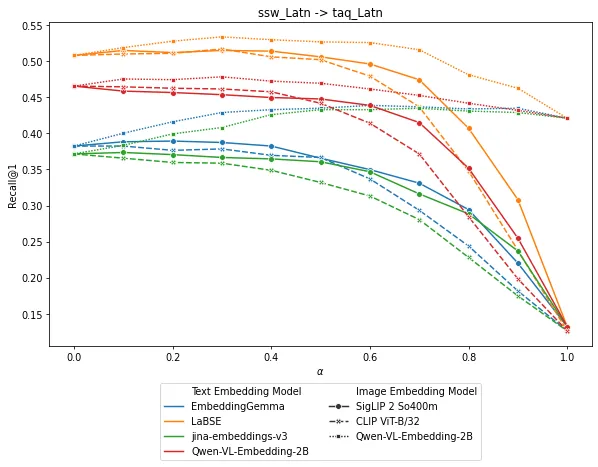 ssw_Latn -> taq_Latn
Recall@1
0.55
0.50
0.45
0.40
0.35
0.30
0.25
0.20
0.15
0.0 0.2 0.4 0.6 0.8 1.0
α
Text Embedding Model Image Embedding Model
EmbeddingGemma SigLIP 2 So400m
LaBSE CLIP ViT-B/32
jina-embeddings-v3 Qwen-VL-Embedding-2B
Qwen-VL-Embedding-2B